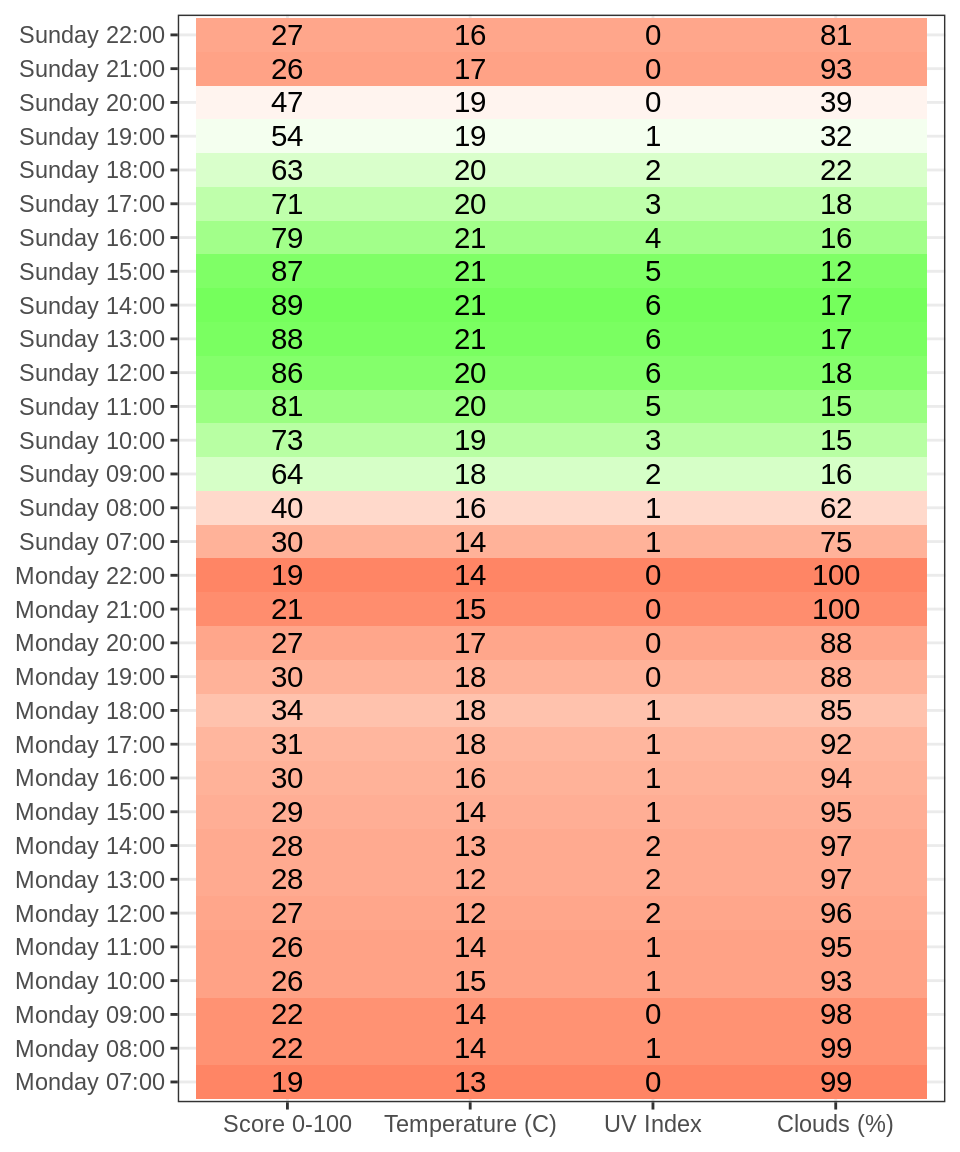 Sunday 22:00 27 16 0 81
Sunday 21:00 26 17 0 93
Sunday 20:00 47 19 0 39
Sunday 19:00 54 19 1 32
Sunday 18:00 63 20 2 22
Sunday 17:00 71 20 3 18
Sunday 16:00 79 21 4 16
Sunday 15:00 87 21 5 12
Sunday 14:00 89 21 6 17
Sunday 13:00 88 21 6 17
Sunday 12:00 86 20 6 18
Sunday 11:00 81 20 5 15
Sunday 10:00 73 19 3 15
Sunday 09:00 64 18 2 16
Sunday 08:00 40 16 1 62
Sunday 07:00 30 14 1 75
Monday 22:00 19 14 0 100
Monday 21:00 21 15 0 100
Monday 20:00 27 17 0 88
Monday 19:00 30 18 0 88
Monday 18:00 34 18 1 85
Monday 17:00 31 18 1 92
Monday 16:00 30 16 1 94
Monday 15:00 29 14 1 95
Monday 14:00 28 13 2 97
Monday 13:00 28 12 2 97
Monday 12:00 27 12 2 96
Monday 11:00 26 14 1 95
Monday 10:00 26 15 1 93
Monday 09:00 22 14 0 98
Monday 08:00 22 14 1 99
Monday 07:00 19 13 0 99
Score 0-100 Temperature (C) UV Index Clouds (%)